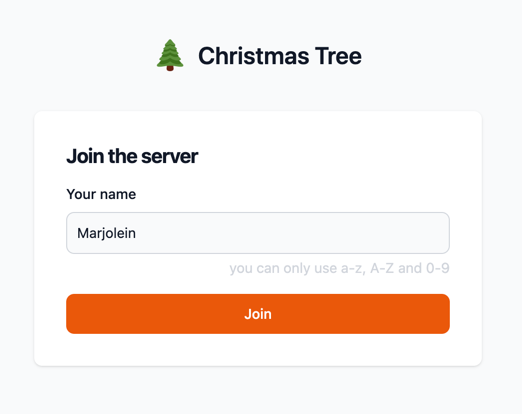 Christmas Tree
Join the server
Your name
Marjolein
you can only use a-z, A-Z and 0-9
Join